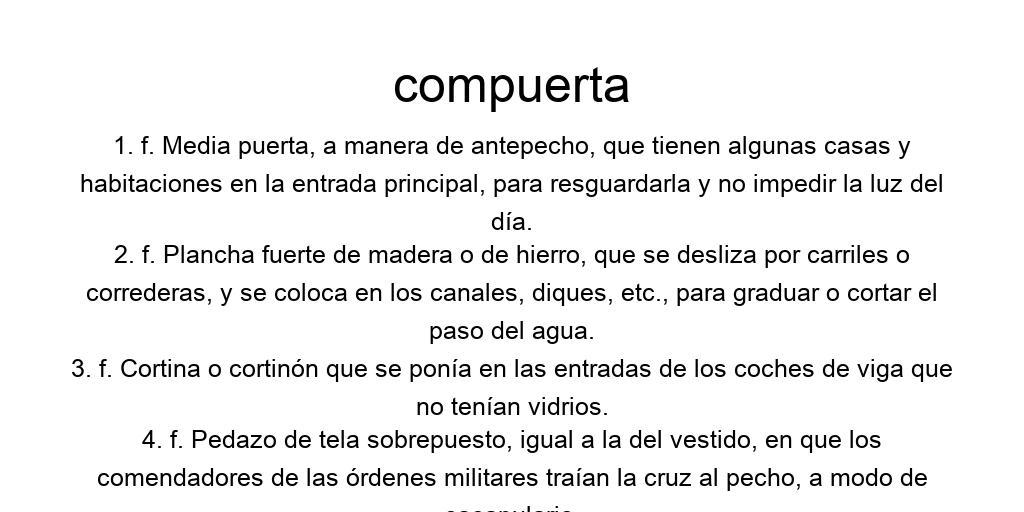 compuerta
1. f. Media puerta, a manera de antepecho, que tienen algunas casas y
habitaciones en la entrada principal, para resguardarla y no impedir la luz del
día.
2. f. Plancha fuerte de madera o de hierro, que se desliza por carriles o
correderas, y se coloca en los canales, diques, etc., para graduar o cortar el
paso del agua.
3. f. Cortina o cortinón que se ponía en las entradas de los coches de viga que
no tenían vidrios.
4. f. Pedazo de tela sobrepuesto, igual a la del vestido, en que los
comendadores de las órdenes militares traían la cruz al pecho, a modo de